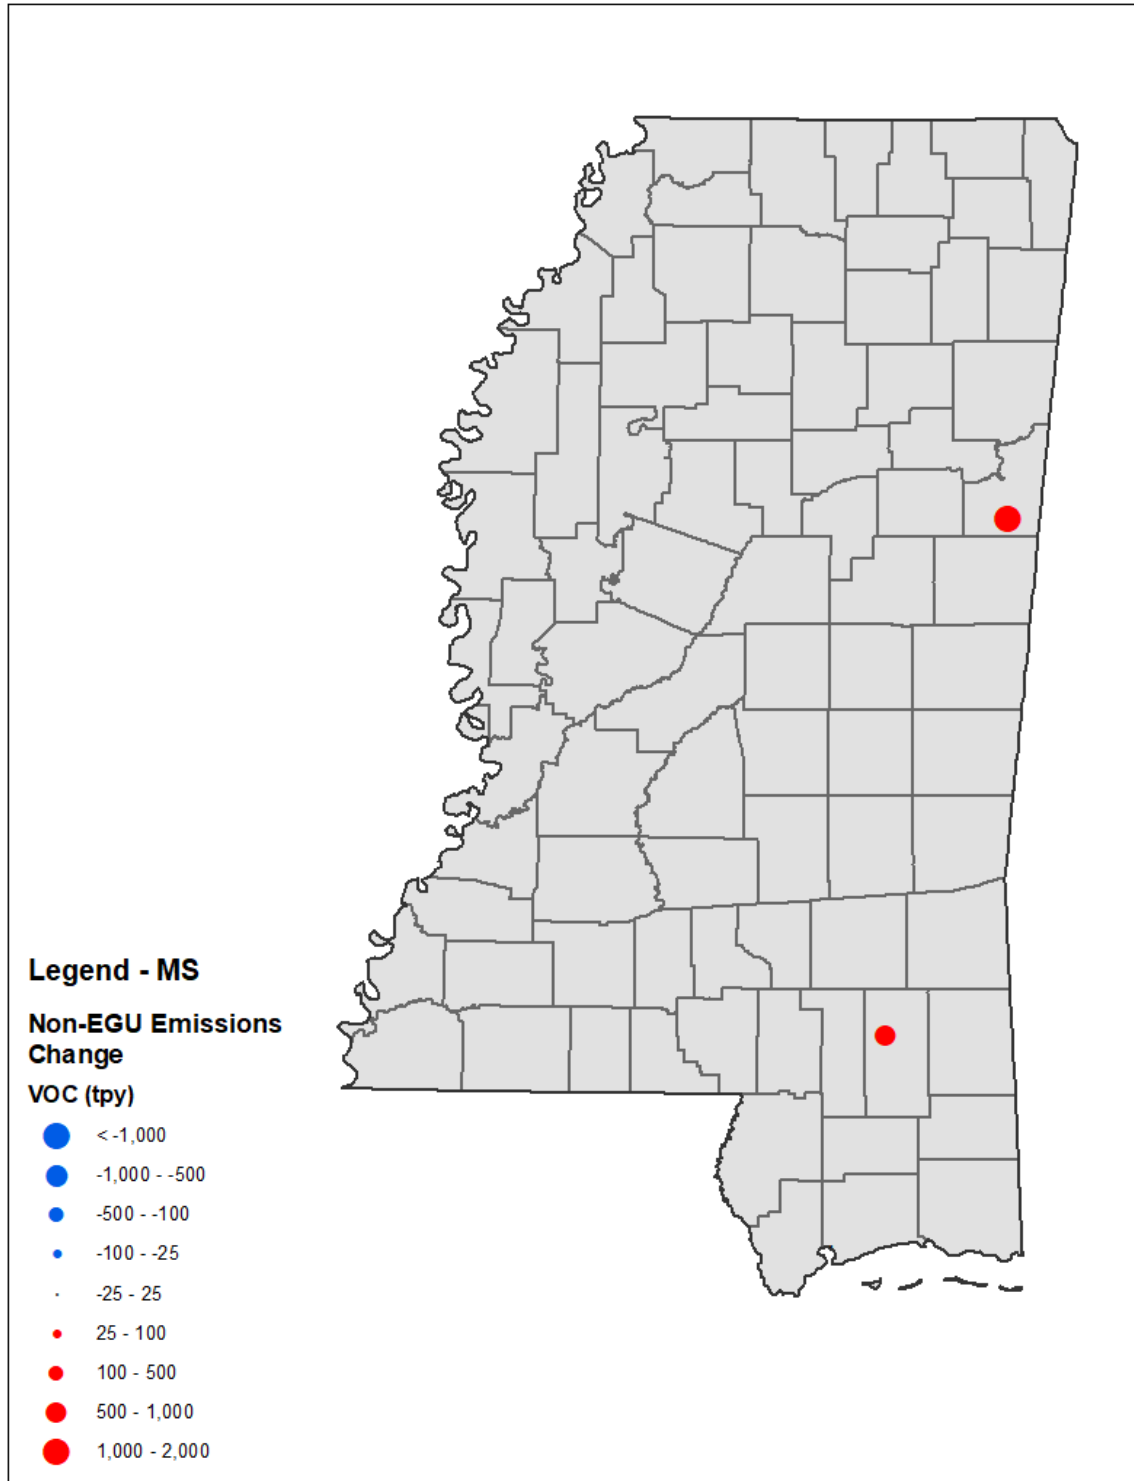 Legend - MS
Non-EGU Emissions
Change
VOC (tpy)
< -1,000
-1,000 - -500
-500 - -100
-100 - -25
-25 - 25
25 - 100
100 - 500
500 - 1,000
1,000 - 2,000